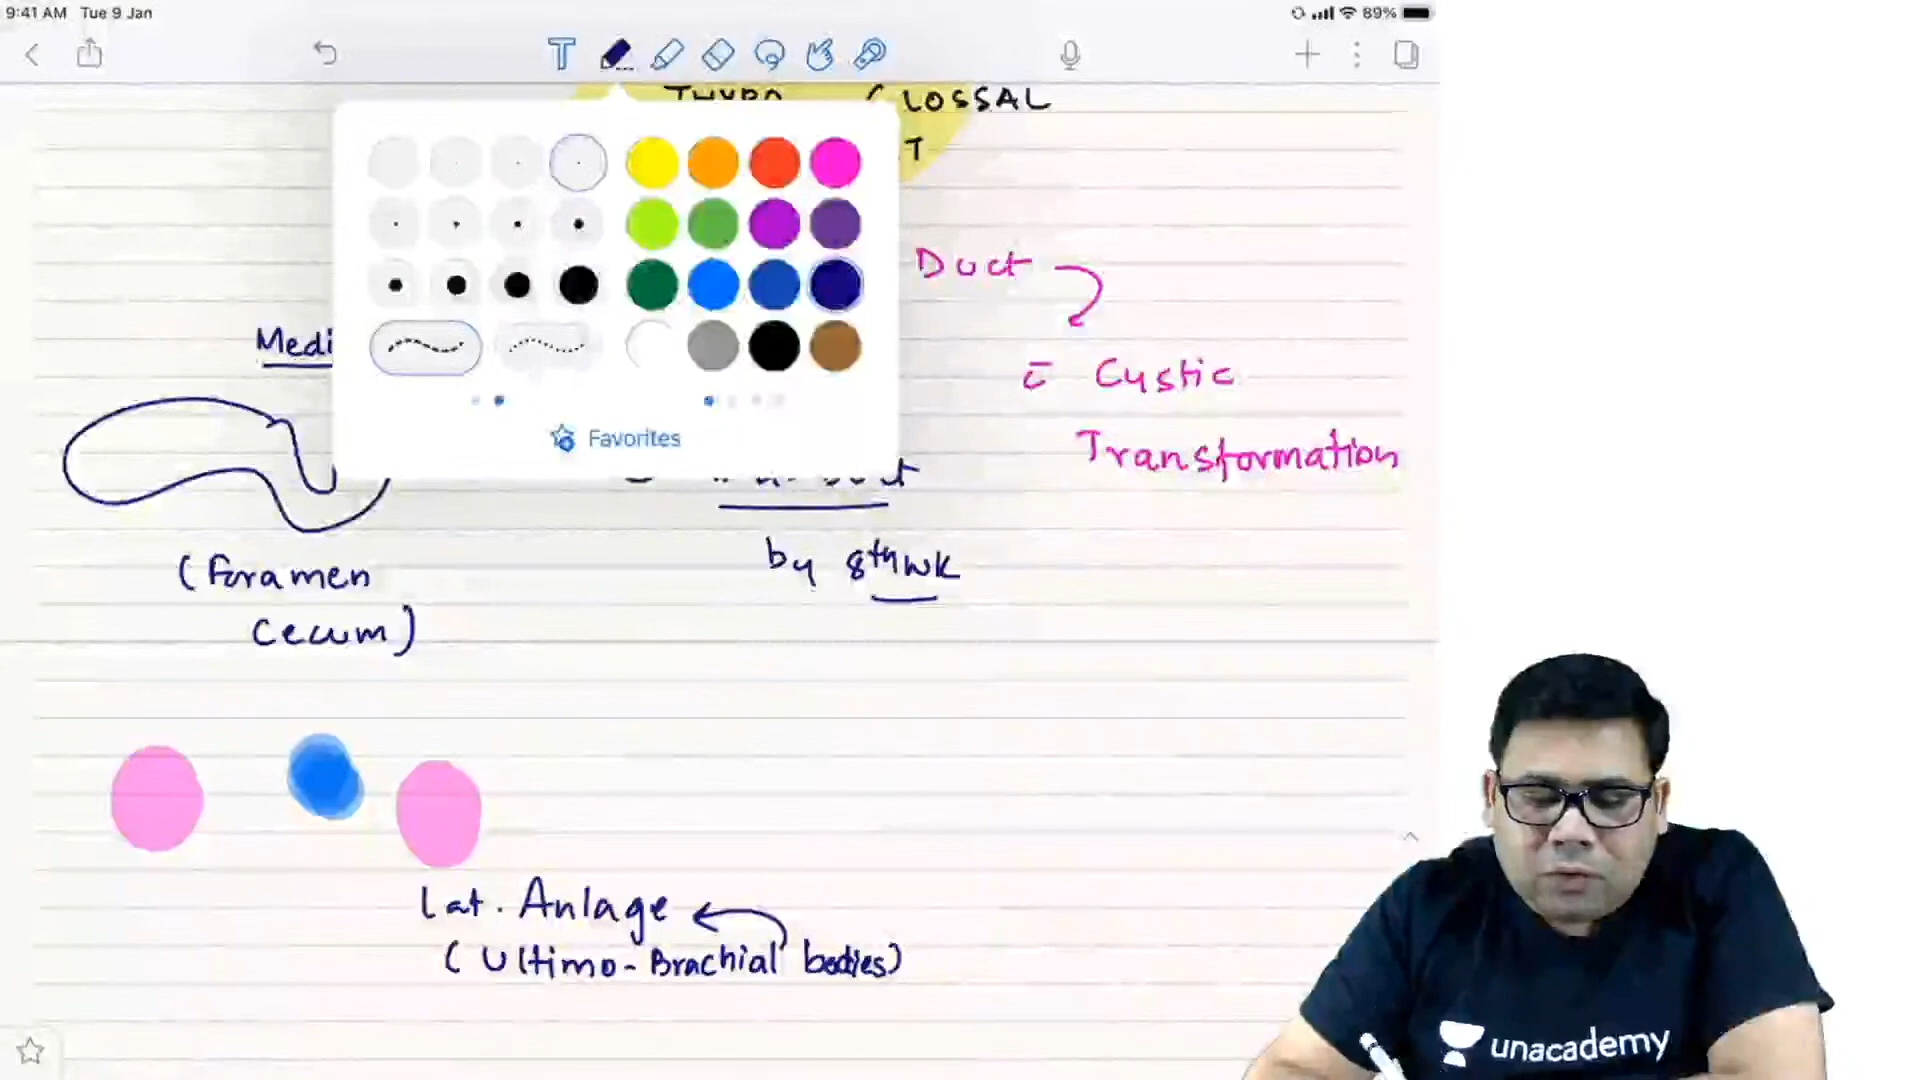 9:41 AM Tue 9 Jan
89%
LOSSAL
T
Duct
Medi
c̄ Cystic
Transformation
Favorites
by 8th wk
(Foramen
Cecum)
Lat. Anlage
(Ultimo-Brachial bodies)
unacademy